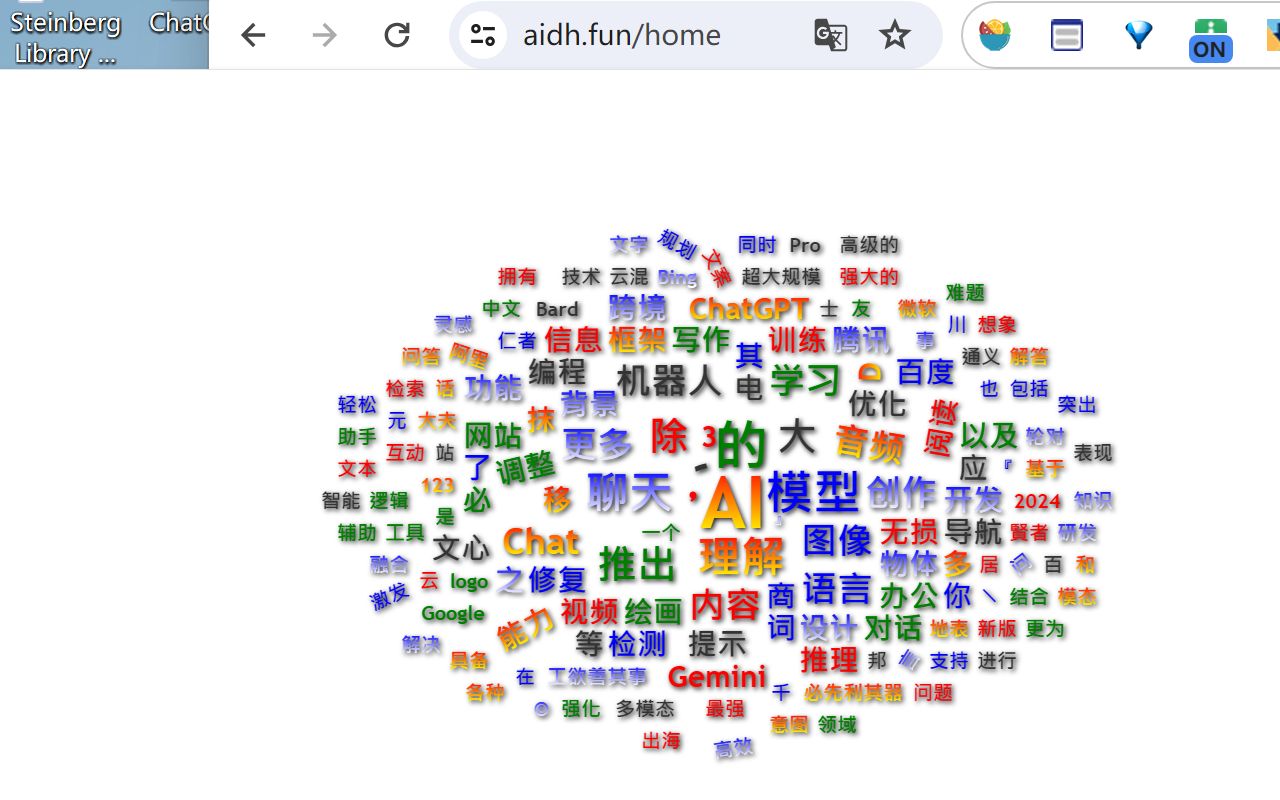 Steinberg ChatG
Library ...
aidh.fun/home
ON
文字 规划 同时 Pro 高级的
拥有 技术 云混 Bing 文案 超大规模 强大的
难题
中文 Bard 跨境 ChatGPT 士 友 微软
灵感 川 想象
仁者 信息 框架 写作 其 训练 腾讯 事
问答 阿里 通义 解答
编程 机器人 电 学习 D 百度
检索 话 功能 也 包括
轻松 背景 优化 突出
元 大夫 抹 阅读
助手 网站 更多 除 3 的 大 音频 以及 轮对
互动 站 表现
文本 了 调整 - 应 『 基于
123 聊天 AI 模型 创作
智能 逻辑 必 移 , 开发 2024 知识
是
辅助 工具 一个 图像 无损 导航 賢者 研发
文心 Chat
融合 推出 理解 物体 多 居 百 和
云 logo 之 修复
激发 商 语言 办公 你 丶 结合 模态
Google 视频 绘画 内容
能力 词 设计 对话 地表 新版 更为
解决 等 检测 提示
具备 推理 邦 支持 进行
在 工欲善其事 Gemini
各种 千 必先利其器 问题
© 强化 多模态 最强
意图 领域
出海 高效